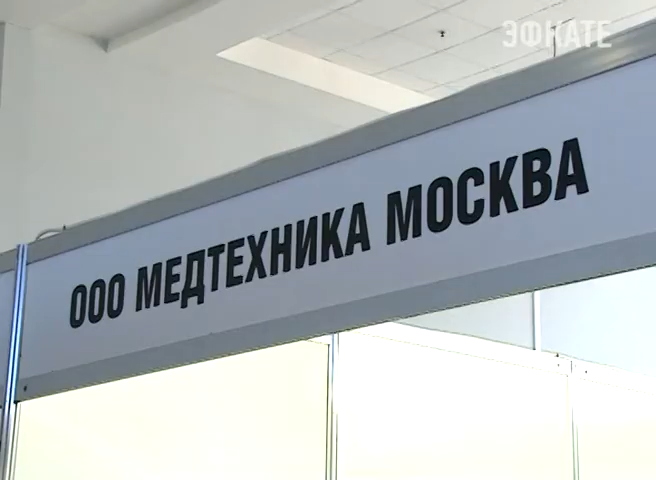 ЭФКАТЕ
ООО МЕДТЕХНИКА МОСКВА